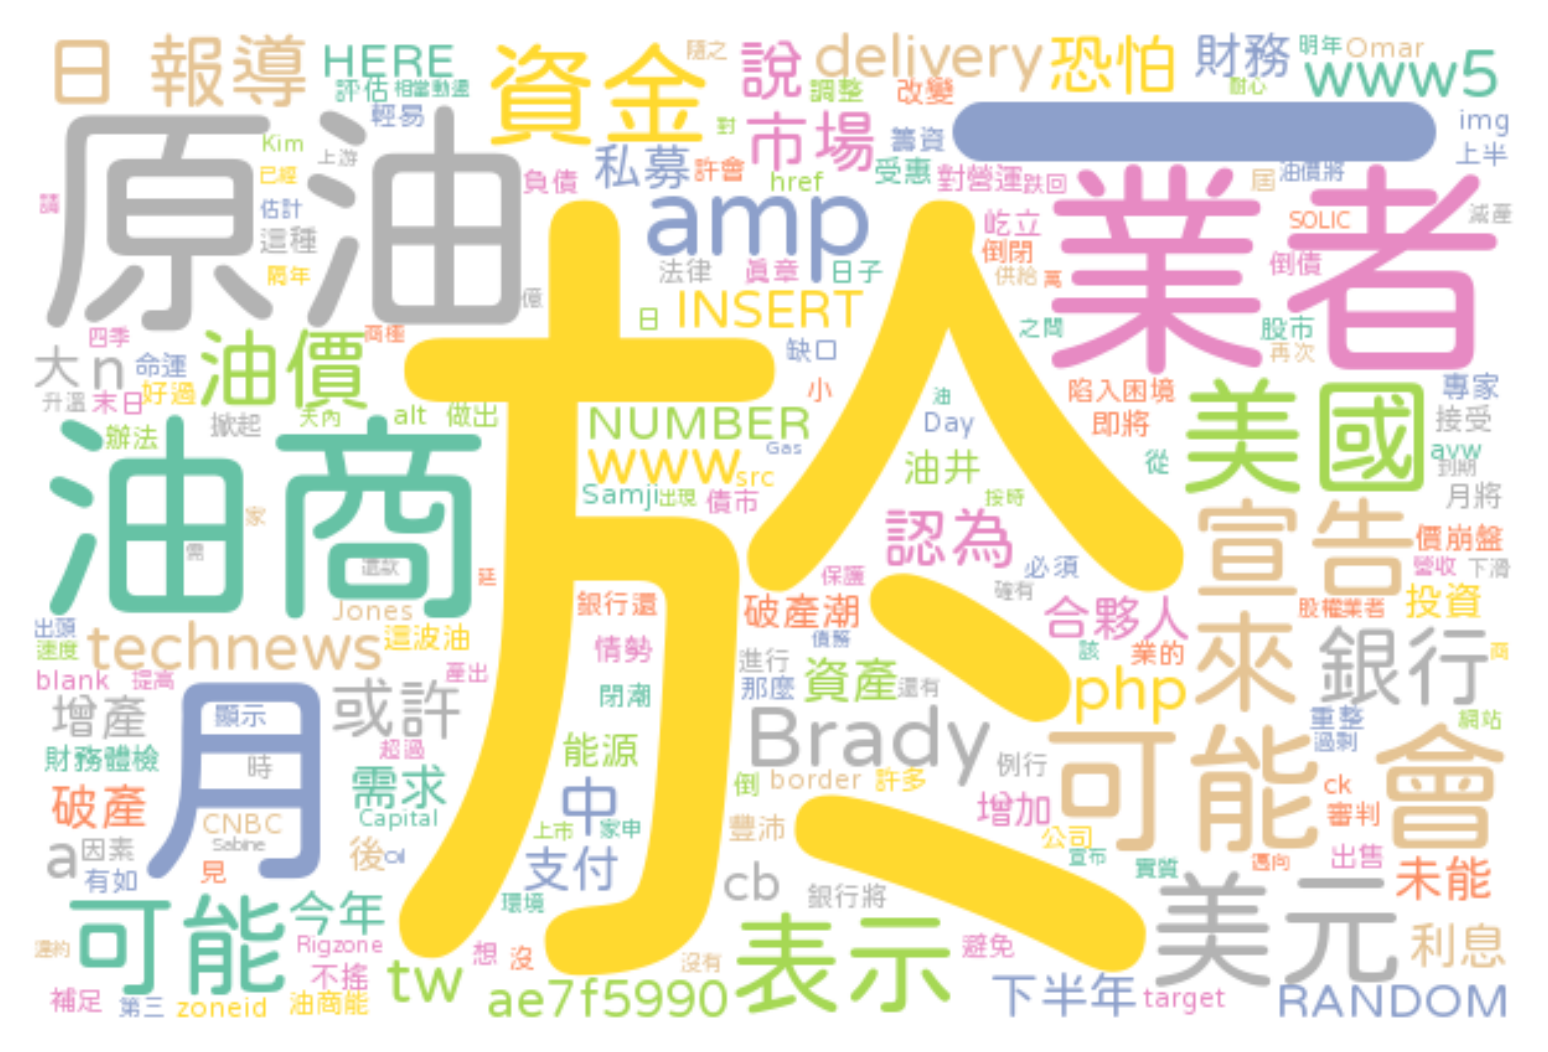 日 報導 HERE 資金 隨之 說 delivery 恐怕 財務 明年 Omar
評估 相當動盪 調整 改變 耐心 www5
原油 Kim 上游 輕易 對 市場 籌資 一 img
已經 負債 私募 許會 href 受惠 對營運 跌回 屆 油價將 上半
請 估計 這種 amp 屹立 業者 SOLIC 減產
隔年 億 法律 真章 日子 倒閉 供給 萬 倒債
四季 兩極 日 INSERT 之間 股市
大 n 命運 油價 於 缺口 再次
升溫 末日 好過 天內 alt 做出 小 油 陷入困境 美國 專家
辦法 掀起 NUMBER Day 即將 接受
油商 家 www Gas src 油井 從 avw 到期
Samji 出現 債市 按時 月將
需 這款 認為 宣告 價崩盤
延 保護 必須 營收 下滑
Jones 銀行還 破產潮 確有 股權業者 投資
出頭 technews 這波油 情勢 債務 合夥人 來 銀行 商
速度 進行 該 業的
blank 提高 產出 閉潮 那麼 資產 還有 php
增產 月 顯示 或許 Brady 重整 網站
財務體檢 時 超過 能源 過剩
破產 需求 中 倒 border 許多 例行 可能 會 ck
CNBC Capital 上市 家申 豐沛 增加 審判
a 因素 Sabine 後 Oil 公司
有如 見 支付 cb 銀行將 宣布 實質 邁向 出售 未能
可能 今年 環境 表示 美元
違約 Rigzone 想 沒 沒有 避免 利息
補足 第三 zoneid 不搖 油商能 tw ae7f5990 下半年 target RANDOM